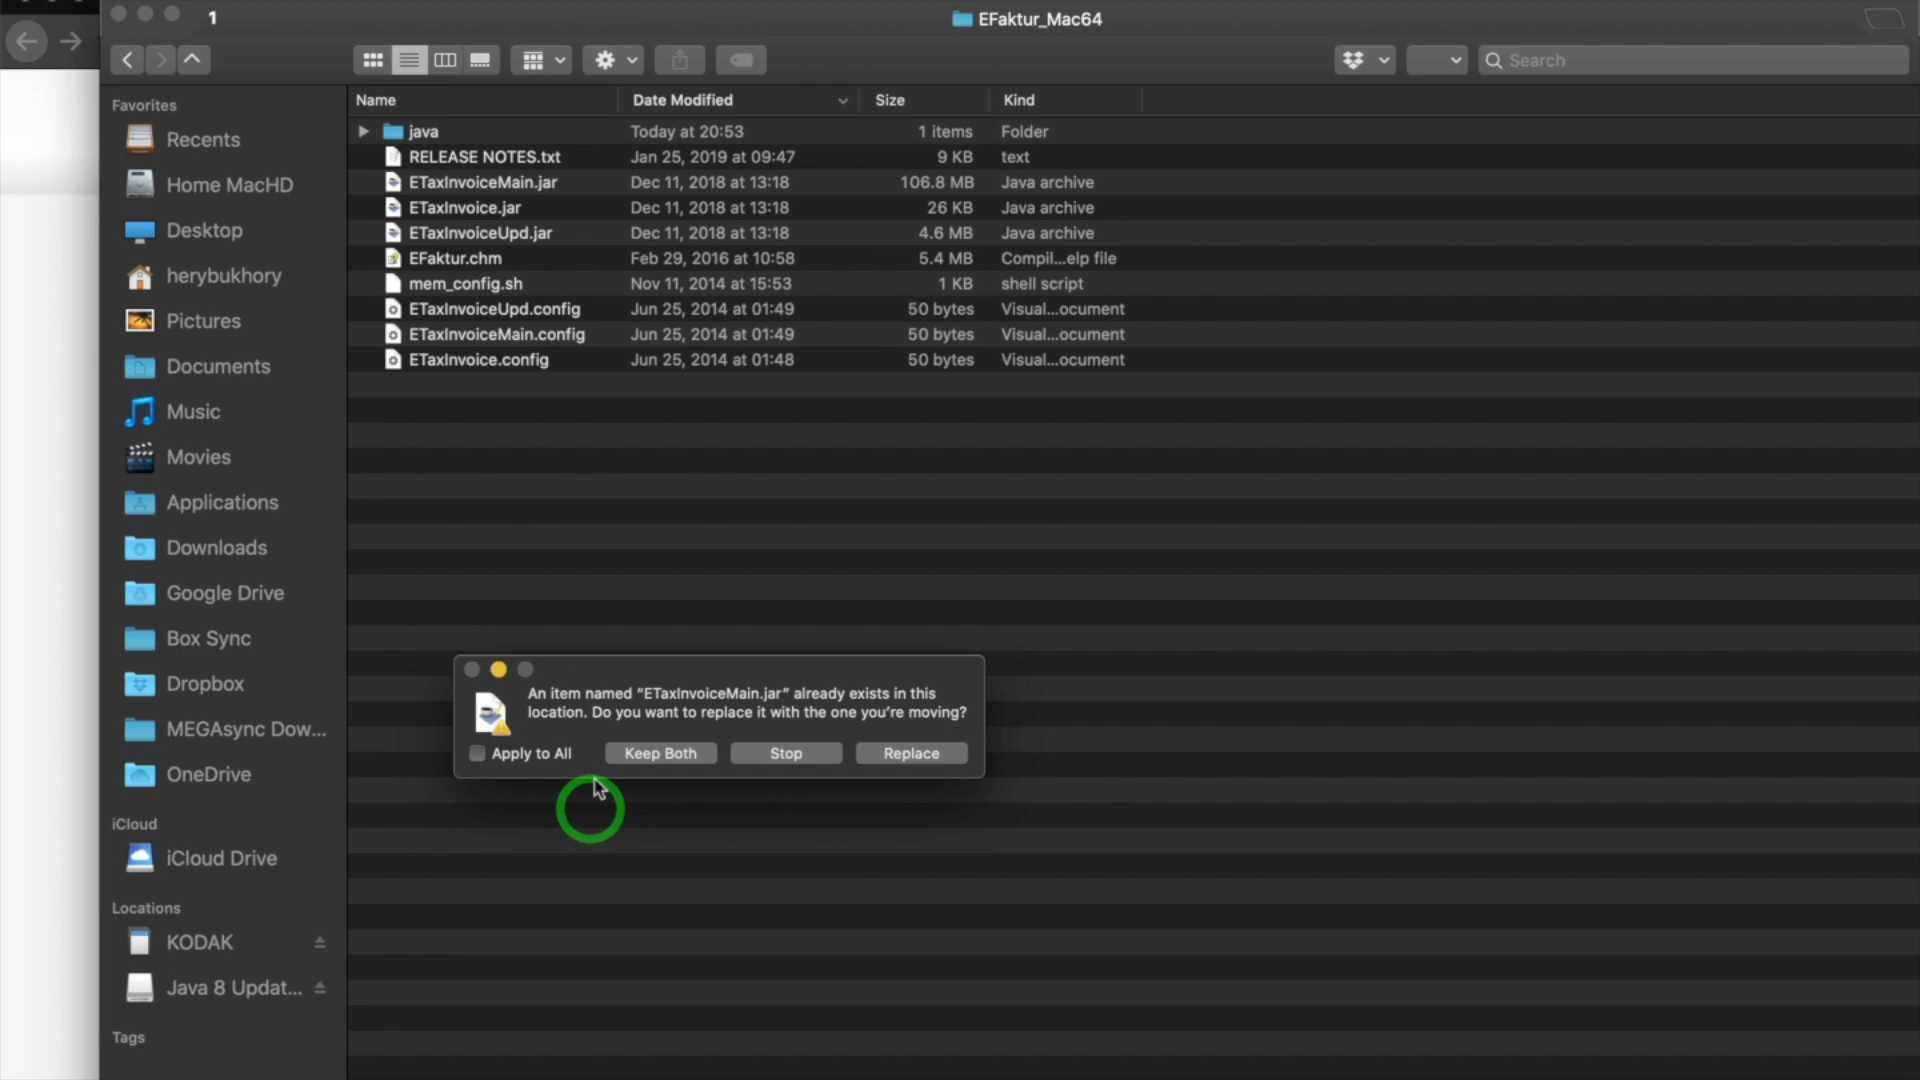 1
EFaktur_Mac64
Search
Favorites
Recents
Home MacHD
Desktop
herybukhory
Pictures
Documents
Music
Movies
Applications
Downloads
Google Drive
Box Sync
Dropbox
MEGAsync Dow...
OneDrive
iCloud
iCloud Drive
Locations
KODAK
Java 8 Updat...
Tags
Name Date Modified Size Kind
java Today at 20:53 1 items Folder
RELEASE NOTES.txt Jan 25, 2019 at 09:47 9 KB text
ETaxInvoiceMain.jar Dec 11, 2018 at 13:18 106.8 MB Java archive
ETaxInvoice.jar Dec 11, 2018 at 13:18 26 KB Java archive
ETaxInvoiceUpd.jar Dec 11, 2018 at 13:18 4.6 MB Java archive
EFaktur.chm Feb 29, 2016 at 10:58 5.4 MB Compil...elp file
mem_config.sh Nov 11, 2014 at 15:53 1 KB shell script
ETaxInvoiceUpd.config Jun 25, 2014 at 01:49 50 bytes Visual...ocument
ETaxInvoiceMain.config Jun 25, 2014 at 01:49 50 bytes Visual...ocument
ETaxInvoice.config Jun 25, 2014 at 01:48 50 bytes Visual...ocument
An item named “ETaxInvoiceMain.jar” already exists in this
location. Do you want to replace it with the one you’re moving?
Apply to All Keep Both Stop Replace